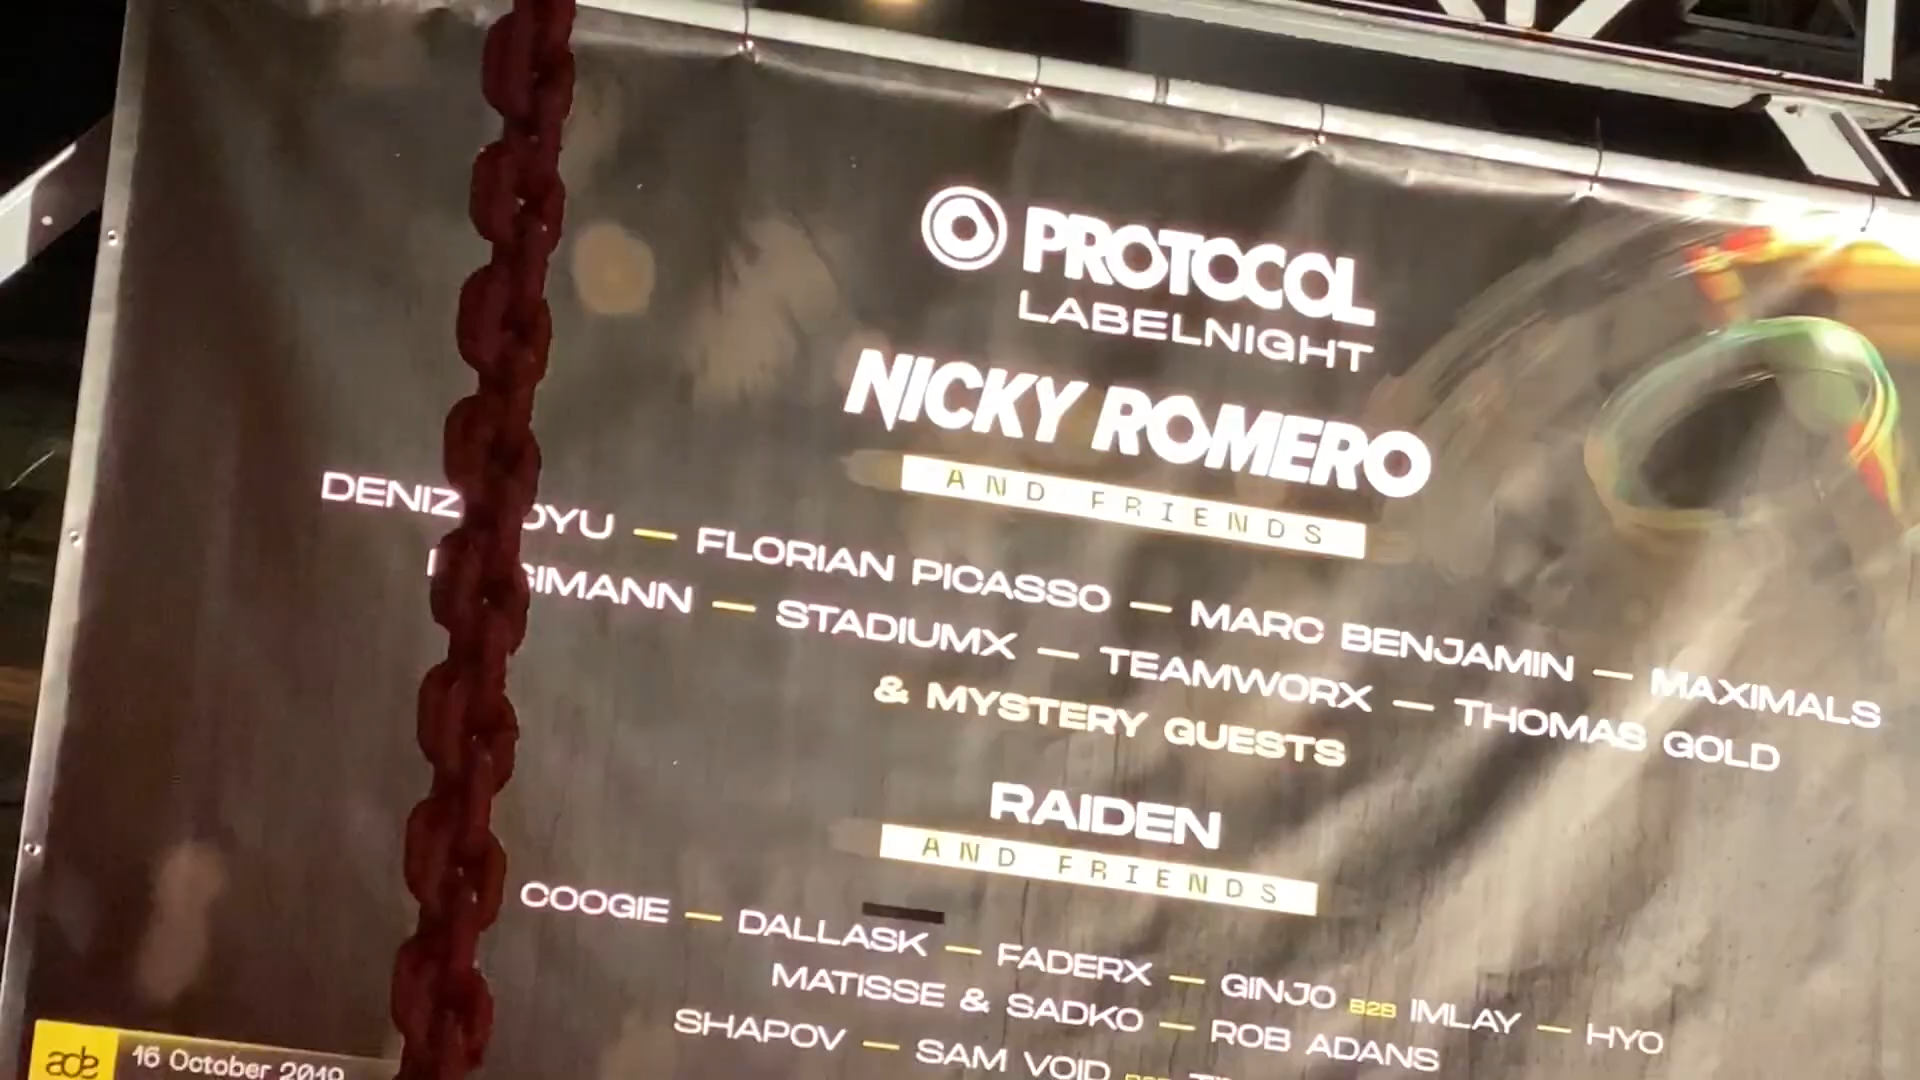 PROTOCOL
LABELNIGHT
NICKY ROMERO
AND FRIENDS
DENIZ — FLORIAN PICASSO — MARC BENJAMIN — MAXIMALS
— STADIUMX — TEAMWORX — THOMAS GOLD
& MYSTERY GUESTS
RAIDEN
AND FRIENDS
COOGIE — DALLASK — FADERX — GINJO B2B IMLAY — HYO
MATISSE & SADKO — ROB ADANS
SHAPOV — SAM VOID
ade 16 October 2019